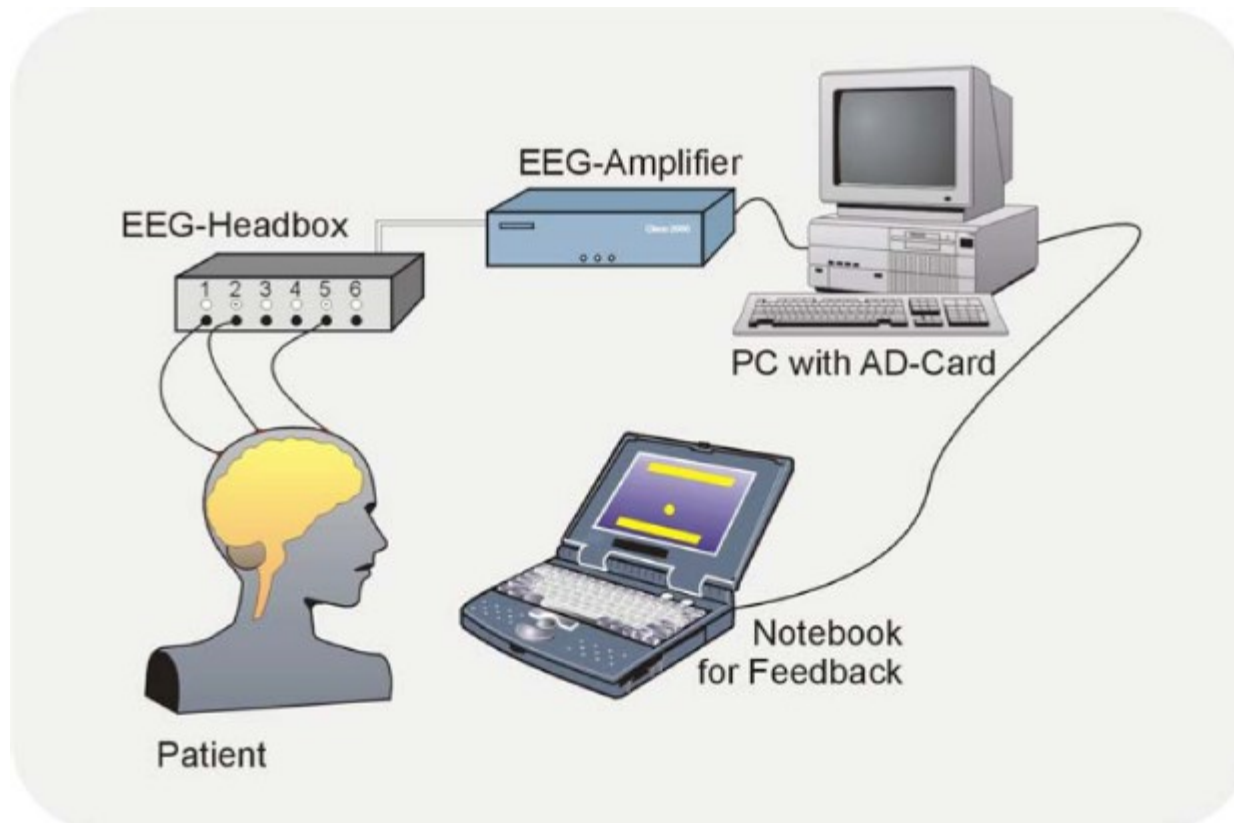 EEG-Amplifier
EEG-Headbox
1 2 3 4 5 6
PC with AD-Card
Notebook
for Feedback
Patient